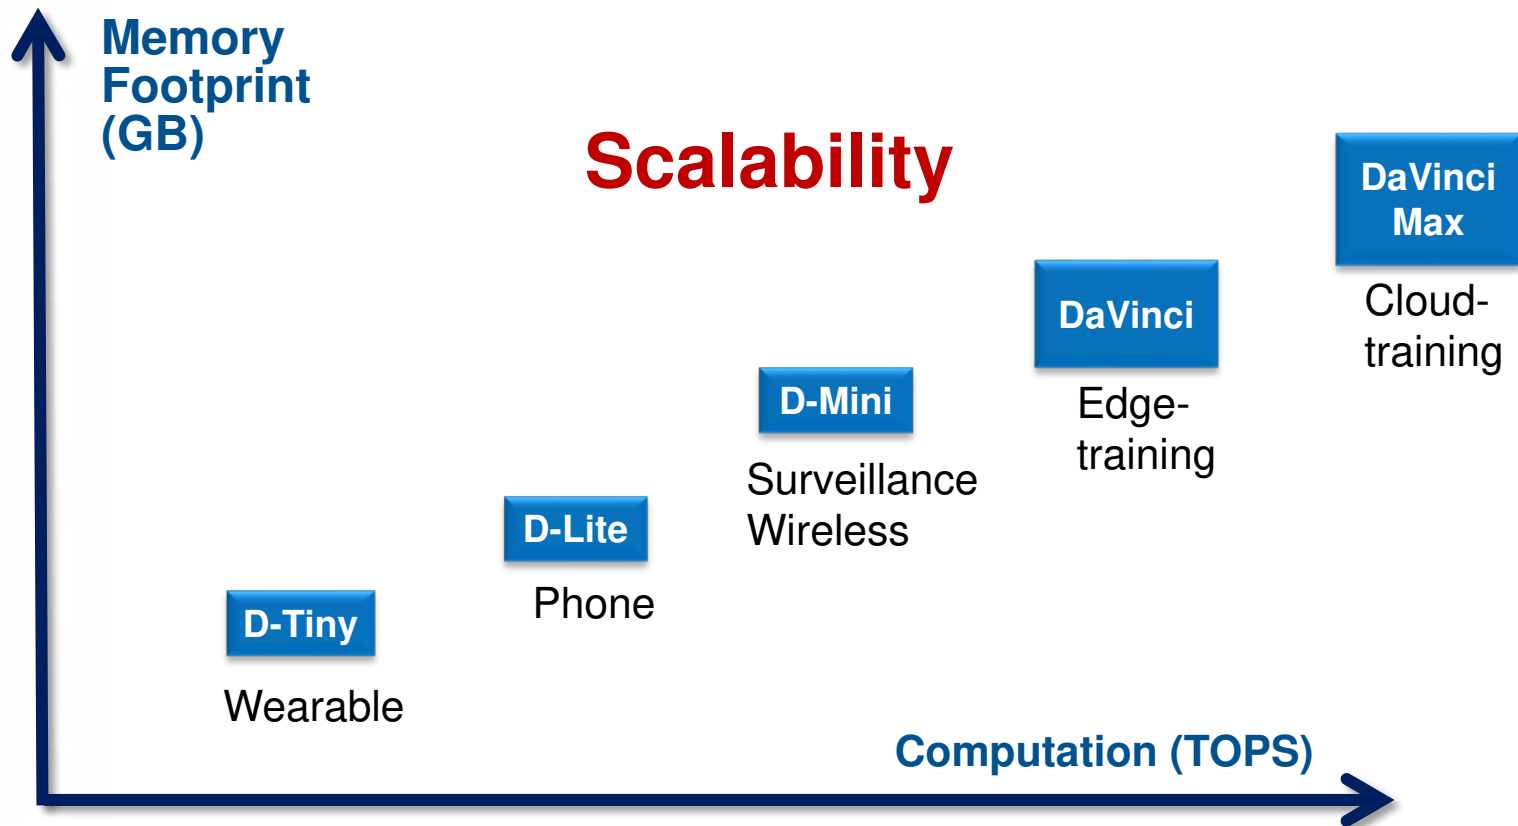 Memory
Footprint
(GB)
Scalability
DaVinci
Max
Cloud-
training
DaVinci
Edge-
training
D-Mini
Surveillance
Wireless
D-Lite
Phone
D-Tiny
Wearable
Computation (TOPS)